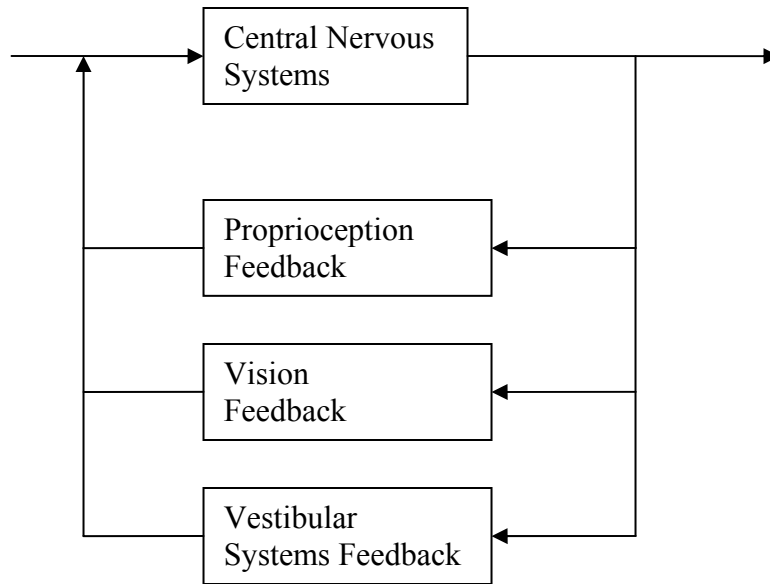 Central Nervous
Systems
Proprioception
Feedback
Vision
Feedback
Vestibular
Systems Feedback